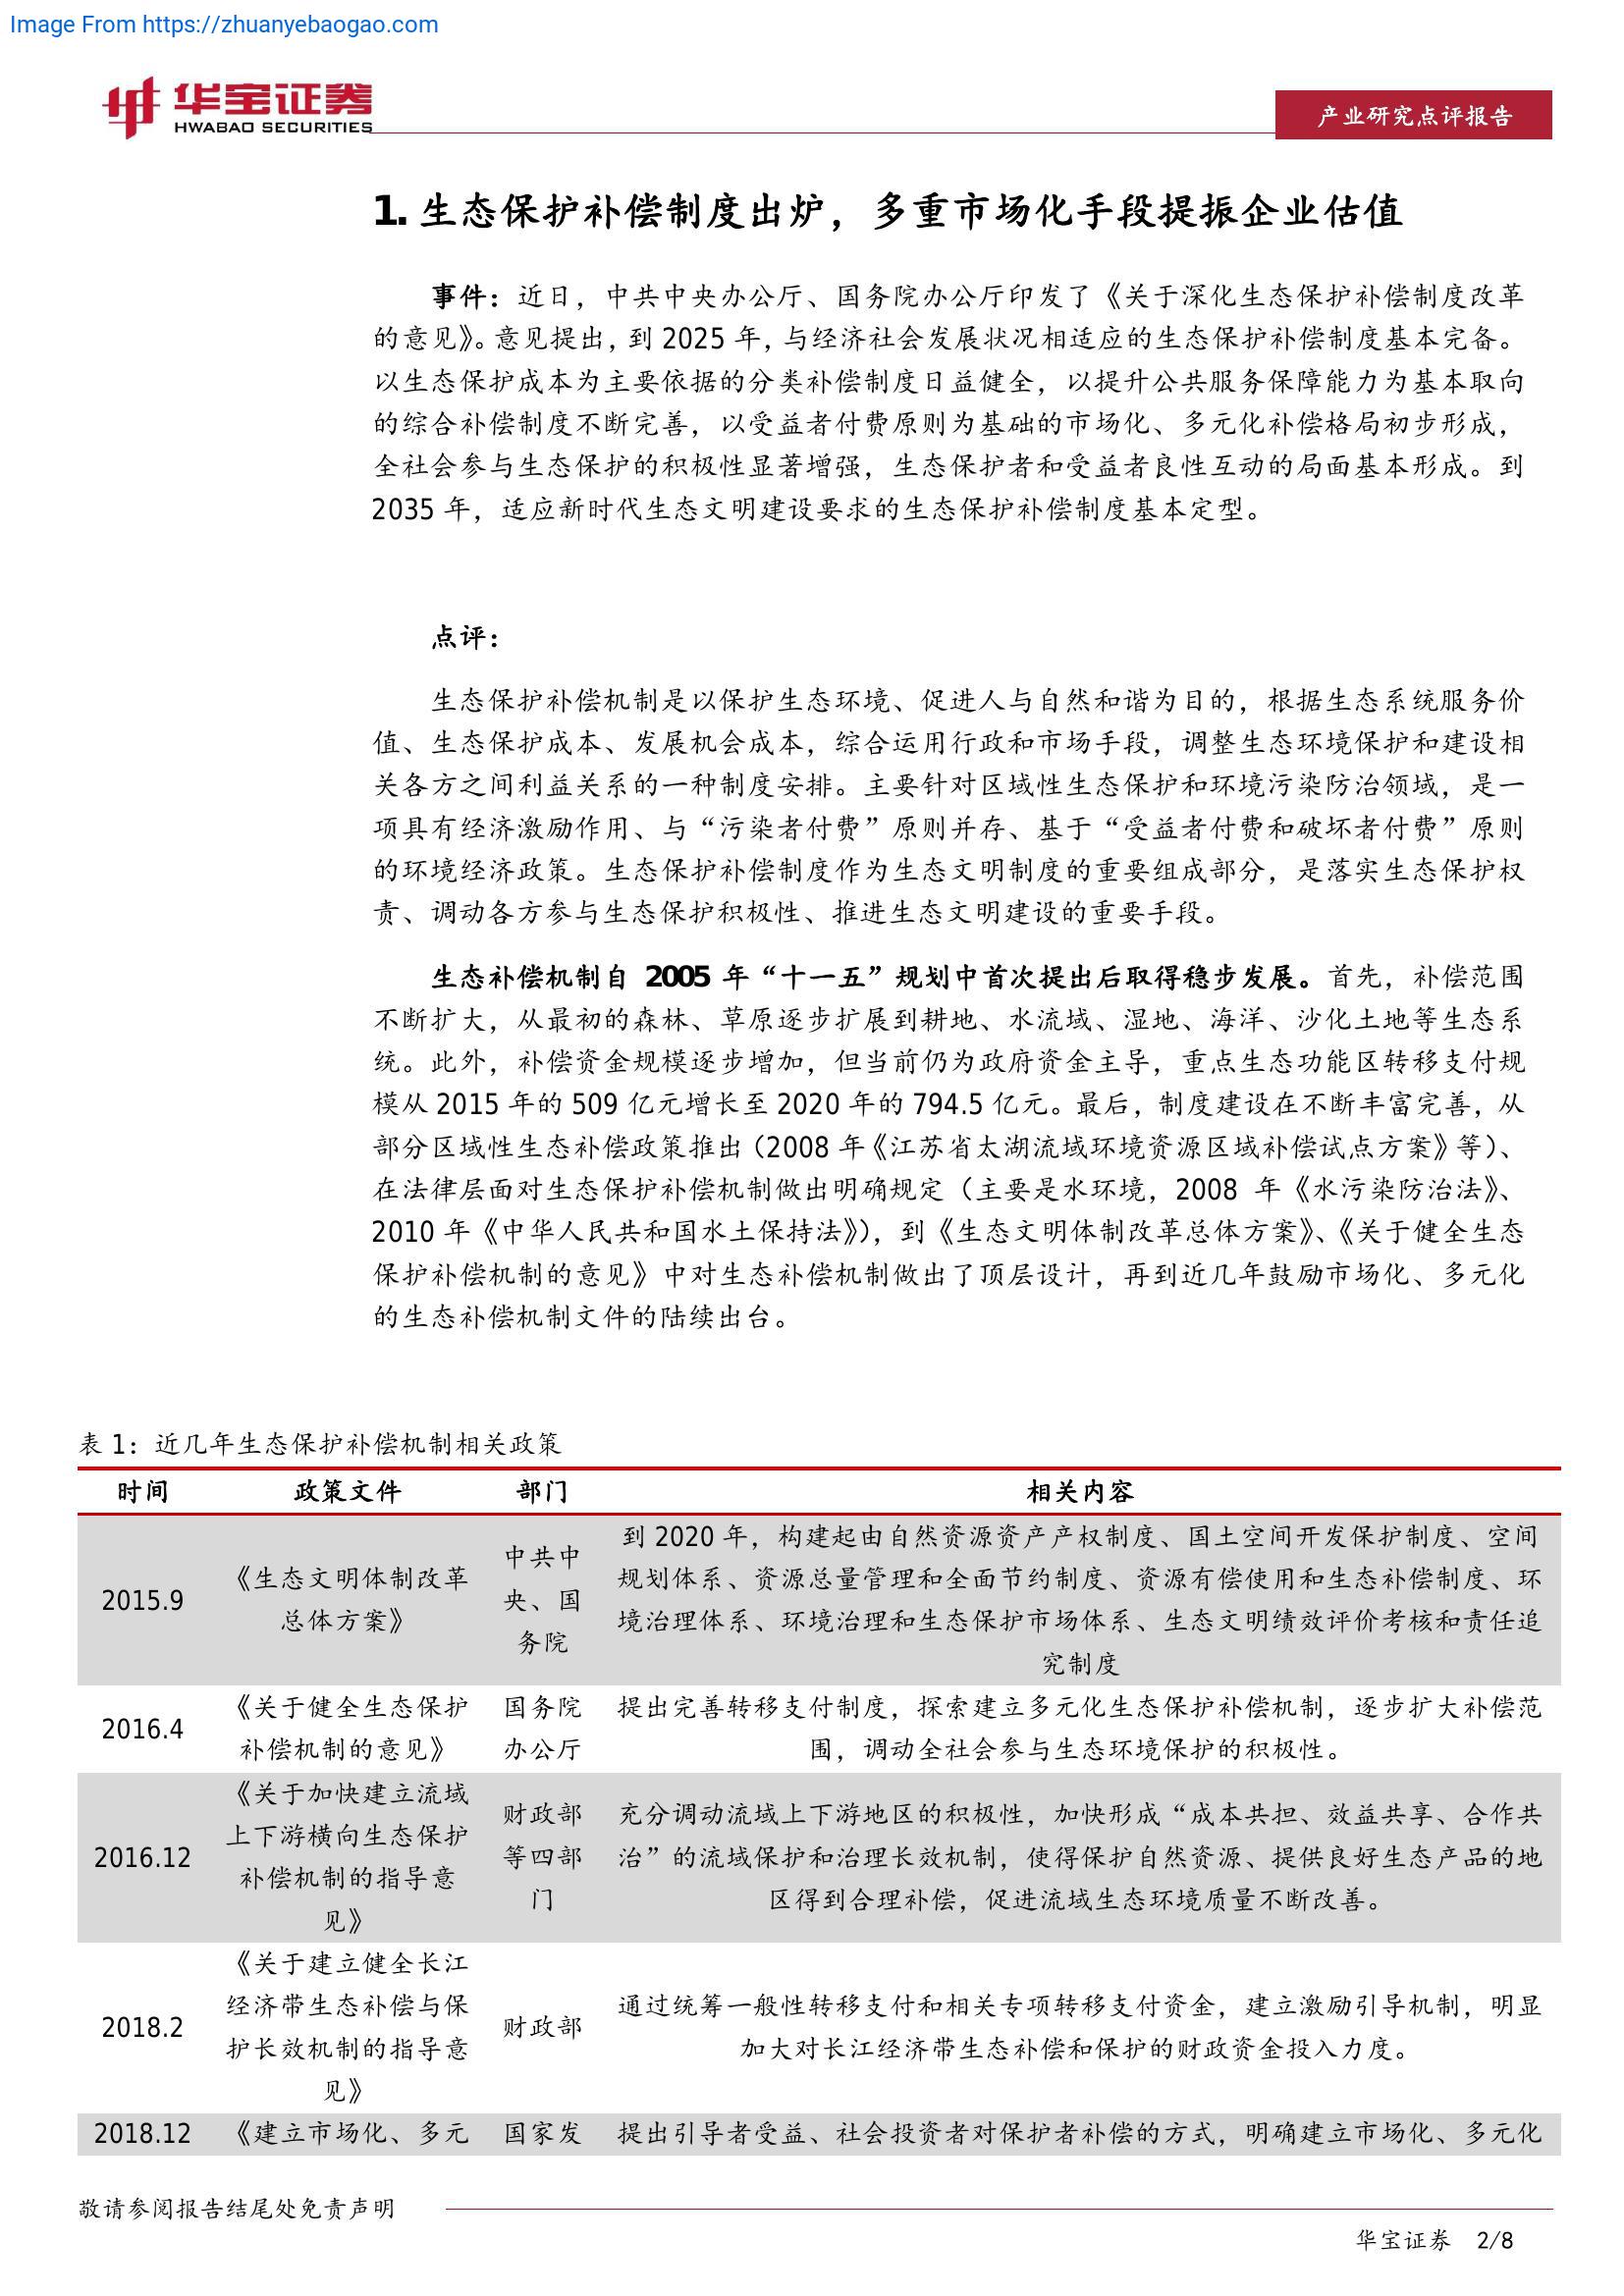 Image From https://zhuanyebaogao.com
华宝证券
HWABAO SECURITIES
产业研究点评报告
1. 生态保护补偿制度出炉，多重市场化手段提振企业估值
事件：近日，中共中央办公厅、国务院办公厅印发了《关于深化生态保护补偿制度改革
的意见》。意见提出，到 2025 年，与经济社会发展状况相适应的生态保护补偿制度基本完备。
以生态保护成本为主要依据的分类补偿制度日益健全，以提升公共服务保障能力为基本取向
的综合补偿制度不断完善，以受益者付费原则为基础的市场化、多元化补偿格局初步形成，
全社会参与生态保护的积极性显著增强，生态保护者和受益者良性互动的局面基本形成。到
2035 年，适应新时代生态文明建设要求的生态保护补偿制度基本定型。
点评：
生态保护补偿机制是以保护生态环境、促进人与自然和谐为目的，根据生态系统服务价
值、生态保护成本、发展机会成本，综合运用行政和市场手段，调整生态环境保护和建设相
关各方之间利益关系的一种制度安排。主要针对区域性生态保护和环境污染防治领域，是一
项具有经济激励作用、与“污染者付费”原则并存、基于“受益者付费和破坏者付费”原则
的环境经济政策。生态保护补偿制度作为生态文明制度的重要组成部分，是落实生态保护权
责、调动各方参与生态保护积极性、推进生态文明建设的重要手段。
生态补偿机制自 2005 年“十一五”规划中首次提出后取得稳步发展。首先，补偿范围
不断扩大，从最初的森林、草原逐步扩展到耕地、水流域、湿地、海洋、沙化土地等生态系
统。此外，补偿资金规模逐步增加，但当前仍为政府资金主导，重点生态功能区转移支付规
模从 2015 年的 509 亿元增长至 2020 年的 794.5 亿元。最后，制度建设在不断丰富完善，从
部分区域性生态补偿政策推出（2008 年《江苏省太湖流域环境资源区域补偿试点方案》等）、
在法律层面对生态保护补偿机制做出明确规定（主要是水环境，2008 年《水污染防治法》、
2010 年《中华人民共和国水土保持法》），到《生态文明体制改革总体方案》、《关于健全生态
保护补偿机制的意见》中对生态补偿机制做出了顶层设计，再到近几年鼓励市场化、多元化
的生态补偿机制文件的陆续出台。
表 1：近几年生态保护补偿机制相关政策
时间 政策文件 部门 相关内容
2015.9
《生态文明体制改革
总体方案》
中共中
央、国
务院
到 2020 年，构建起由自然资源资产产权制度、国土空间开发保护制度、空间
规划体系、资源总量管理和全面节约制度、资源有偿使用和生态补偿制度、环
境治理体系、环境治理和生态保护市场体系、生态文明绩效评价考核和责任追
究制度
2016.4
《关于健全生态保护
补偿机制的意见》
国务院
办公厅
提出完善转移支付制度，探索建立多元化生态保护补偿机制，逐步扩大补偿范
围，调动全社会参与生态环境保护的积极性。
2016.12
《关于加快建立流域
上下游横向生态保护
补偿机制的指导意
见》
财政部
等四部
门
充分调动流域上下游地区的积极性，加快形成“成本共担、效益共享、合作共
治”的流域保护和治理长效机制，使得保护自然资源、提供良好生态产品的地
区得到合理补偿，促进流域生态环境质量不断改善。
2018.2
《关于建立健全长江
经济带生态补偿与保
护长效机制的指导意
见》
财政部
通过统筹一般性转移支付和相关专项转移支付资金，建立激励引导机制，明显
加大对长江经济带生态补偿和保护的财政资金投入力度。
2018.12 《建立市场化、多元 国家发 提出引导者受益、社会投资者对保护者补偿的方式，明确建立市场化、多元化
敬请参阅报告结尾处免责声明
华宝证券 2/8